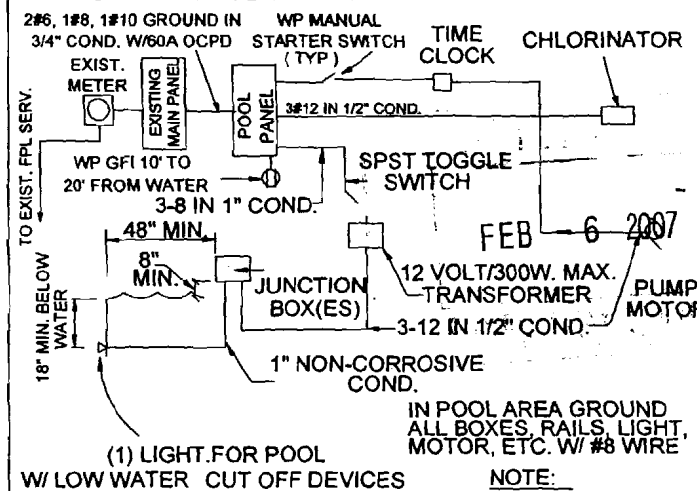 2#6, 1#8, 1#10 GROUND IN
3/4" COND. W/60A OCPD
WP MANUAL
STARTER SWITCH
( TYP )
TIME
CLOCK
CHLORINATOR
EXIST.
METER
EXISTING
MAIN PANEL
POOL
PANEL
3#12 IN 1/2" COND.
TO EXIST. FPL SERV.
WP GFI 10' TO
20' FROM WATER
SPST TOGGLE
SWITCH
3-8 IN 1" COND.
48" MIN.
FEB 6 2007
8"
MIN.
JUNCTION
BOX(ES)
12 VOLT/300W. MAX.
TRANSFORMER
PUMP
MOTOR
18" MIN. BELOW
WATER
3-12 IN 1/2" COND.
1" NON-CORROSIVE
COND.
IN POOL AREA GROUND
ALL BOXES, RAILS, LIGHT,
MOTOR, ETC. W/ #8 WIRE
(1) LIGHT.FOR POOL
W/ LOW WATER CUT OFF DEVICES
NOTE: